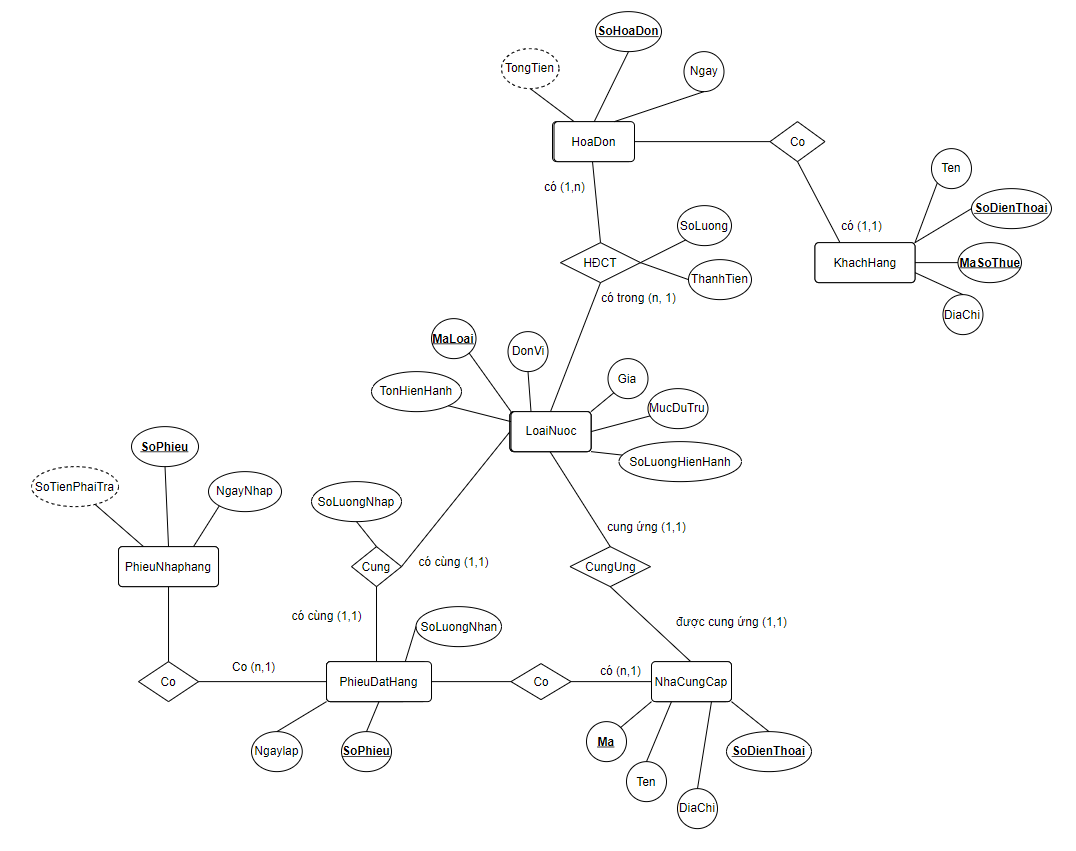 SoHoaDon
TongTien
Ngay
HoaDon
Co
Ten
có (1,n)
SoDienThoai
có (1,1)
SoLuong
HĐCT
KhachHang
MaSoThue
ThanhTien
có trong (n, 1)
DiaChi
MaLoai
DonVi
Gia
TonHienHanh
MucDuTru
LoaiNuoc
SoPhieu
SoLuongHienHanh
SoTienPhaiTra
NgayNhap
SoLuongNhap
cung ứng (1,1)
PhieuNhaphang
Cung
có cùng (1,1)
CungUng
có cùng (1,1)
được cung ứng (1,1)
SoLuongNhan
Co (n,1)
có (n,1)
Co
PhieuDatHang
Co
NhaCungCap
Ngaylap
SoPhieu
Ma
SoDienThoai
Ten
DiaChi